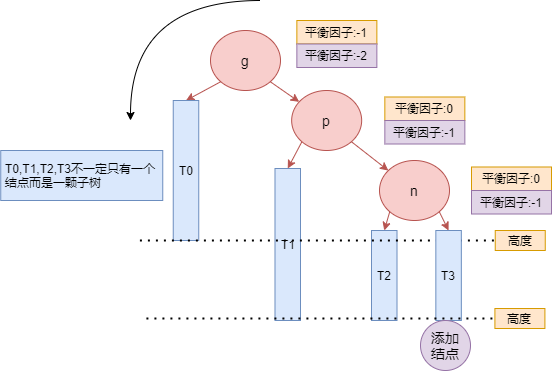 平衡因子:-1
平衡因子:-2
g
平衡因子:0
平衡因子:-1
p
T0,T1,T2,T3不一定只有一个
结点而是一颗子树
T0
平衡因子:0
平衡因子:-1
n
T1
高度
T2
T3
高度
添加
结点